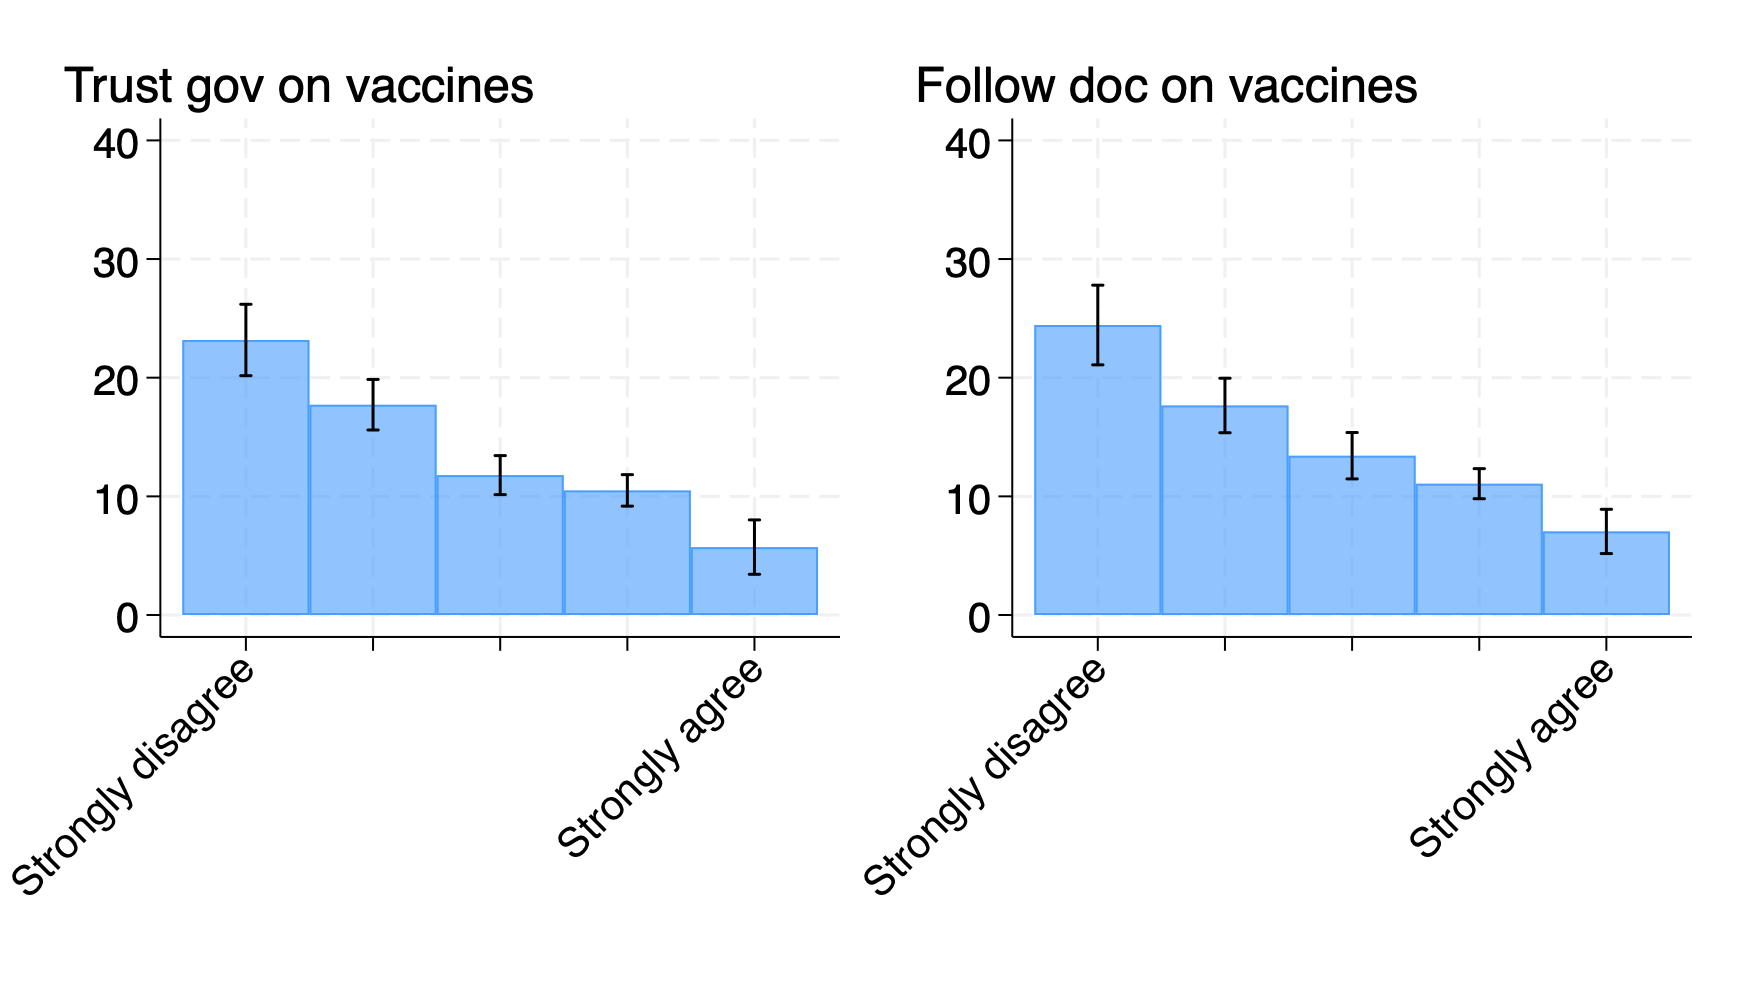 Trust gov on vaccines
40
30
20
10
0
Strongly disagree
Strongly agree
Follow doc on vaccines
40
30
20
10
0
Strongly disagree
Strongly agree